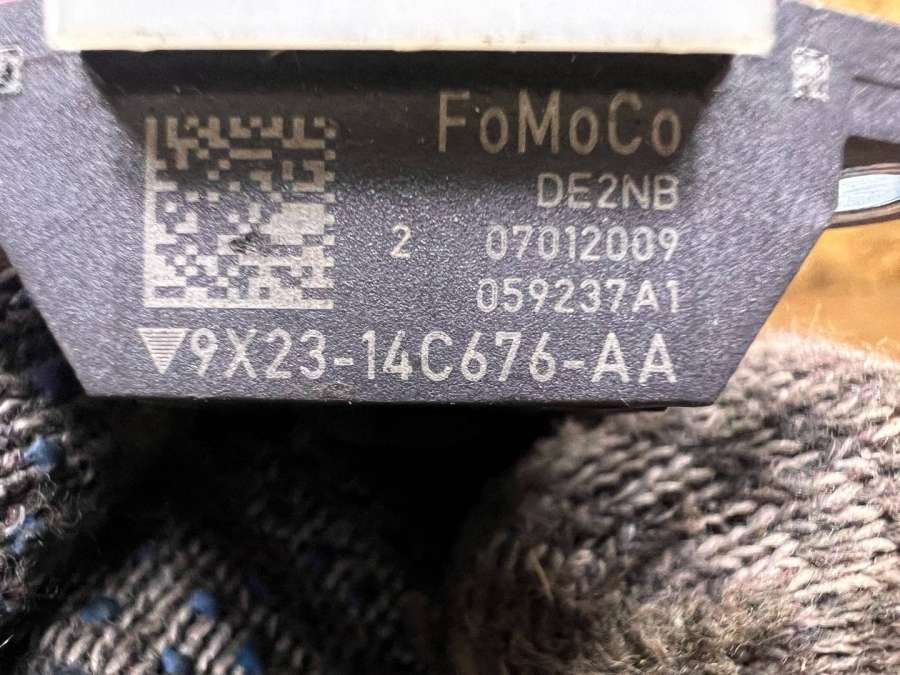 FoMoCo
DE2NB
2 07012009
059237A1
9X23-14C676-AA